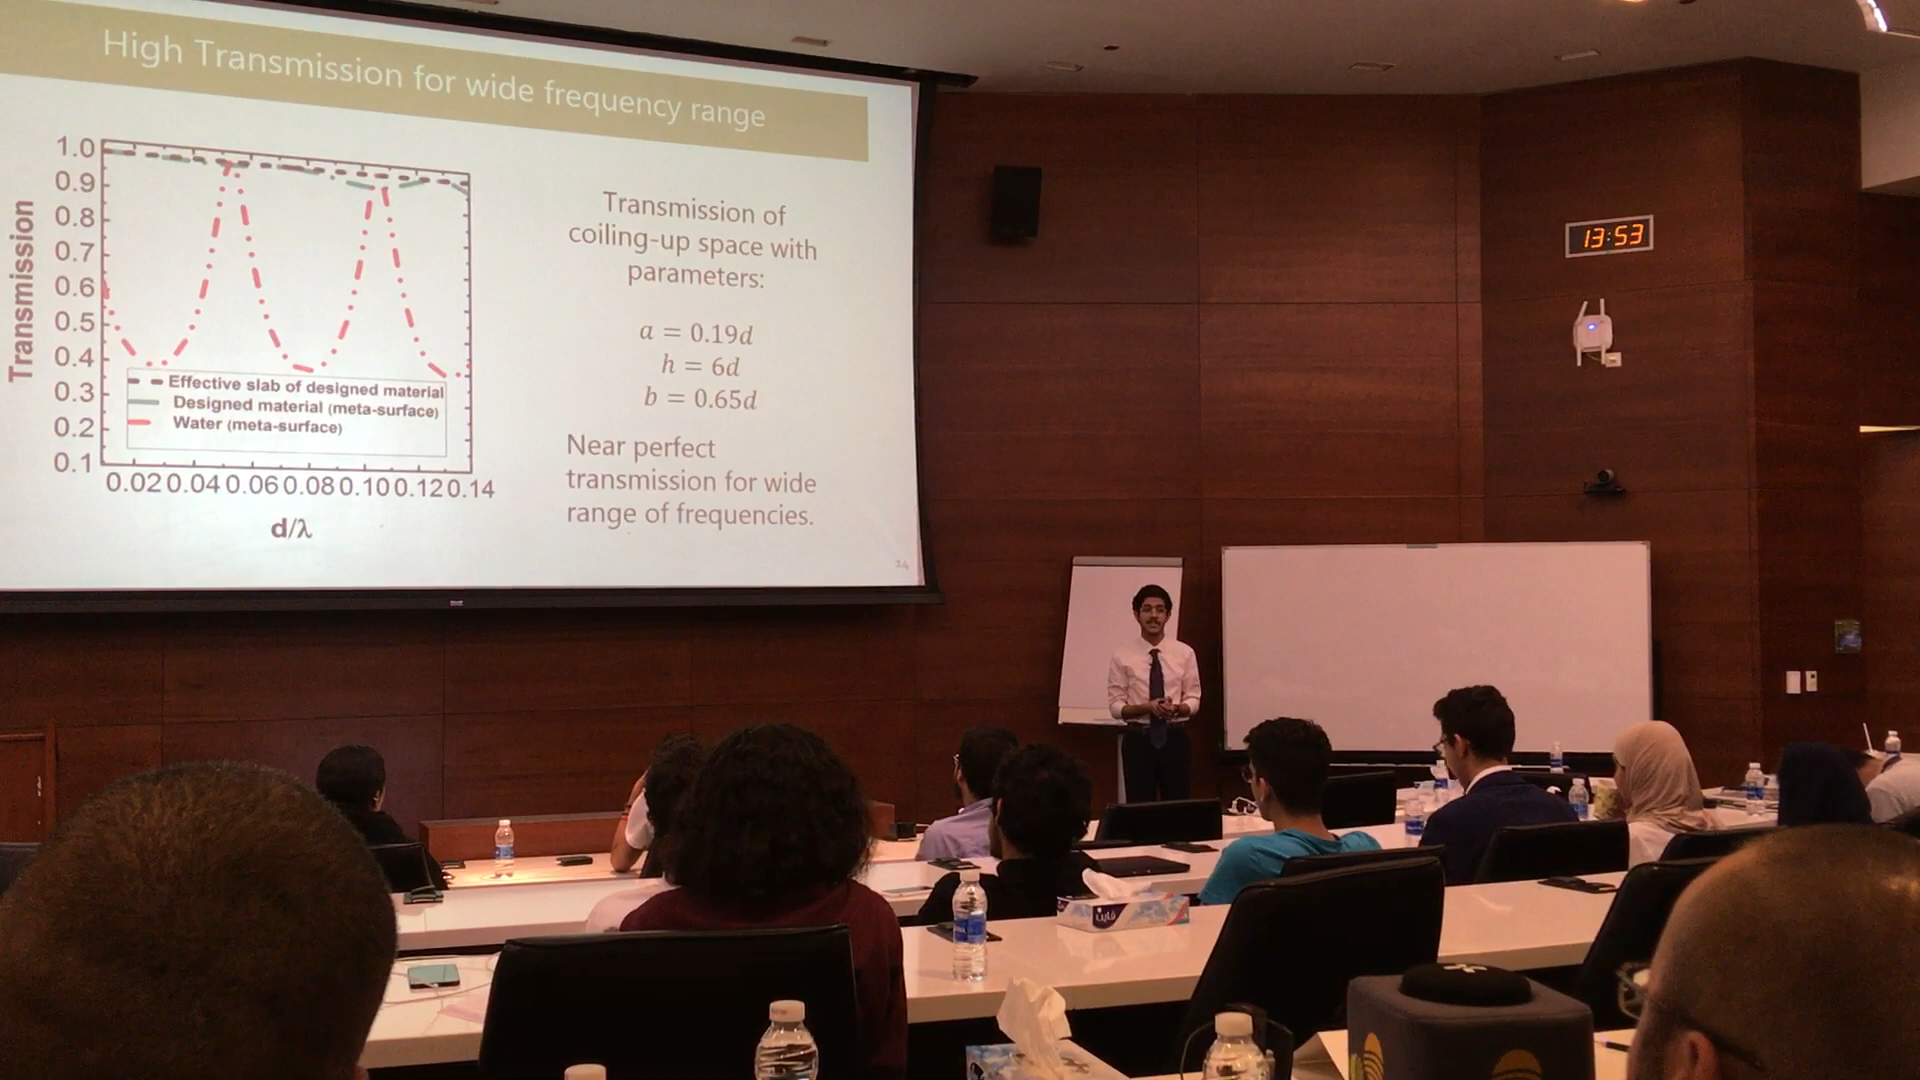 High Transmission for wide frequency range
1.0
0.9
0.8
0.7
0.6
0.5
0.4
0.3
0.2
0.1
Transmission
Effective slab of designed material
Designed material (meta-surface)
Water (meta-surface)
0.02 0.04 0.06 0.08 0.10 0.12 0.14
d/λ
Transmission of
coiling-up space with
parameters:
a = 0.19d
h = 6d
b = 0.65d
Near perfect
transmission for wide
range of frequencies.
14
13:53
فاين